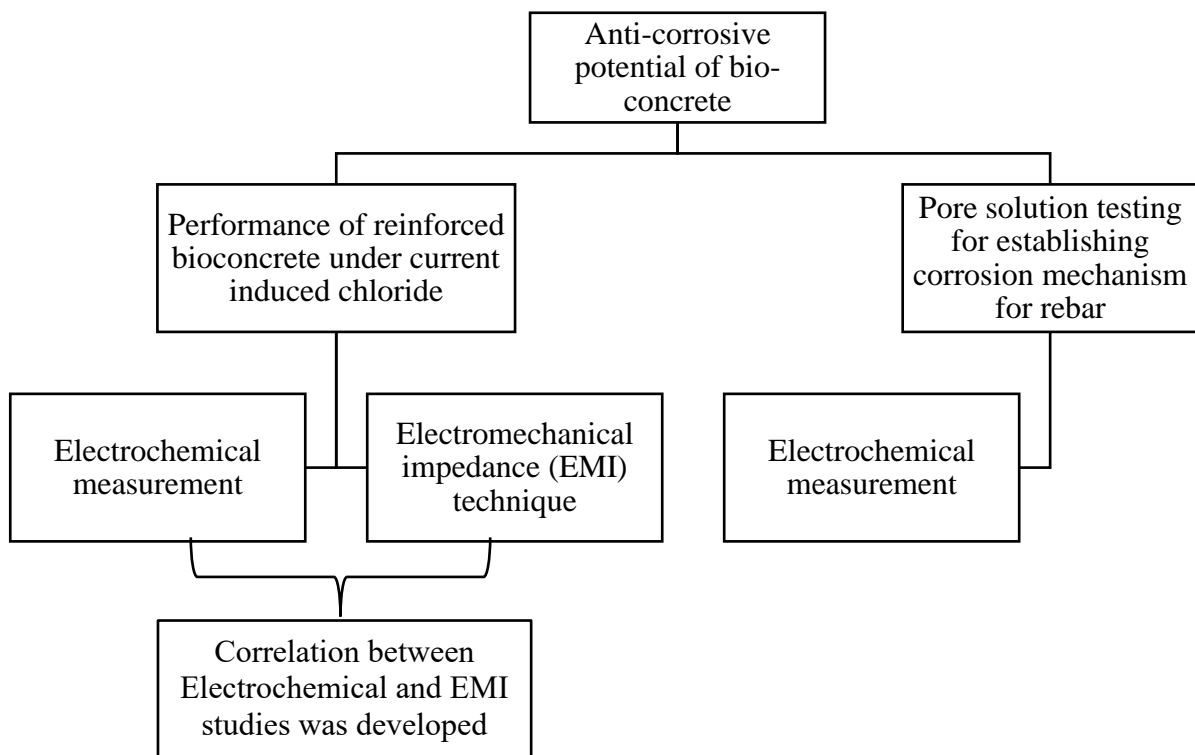 Anti-corrosive
potential of bio-
concrete
Performance of reinforced
bioconcrete under current
induced chloride
Pore solution testing
for establishing
corrosion mechanism
for rebar
Electrochemical
measurement
Electromechanical
impedance (EMI)
technique
Electrochemical
measurement
Correlation between
Electrochemical and EMI
studies was developed